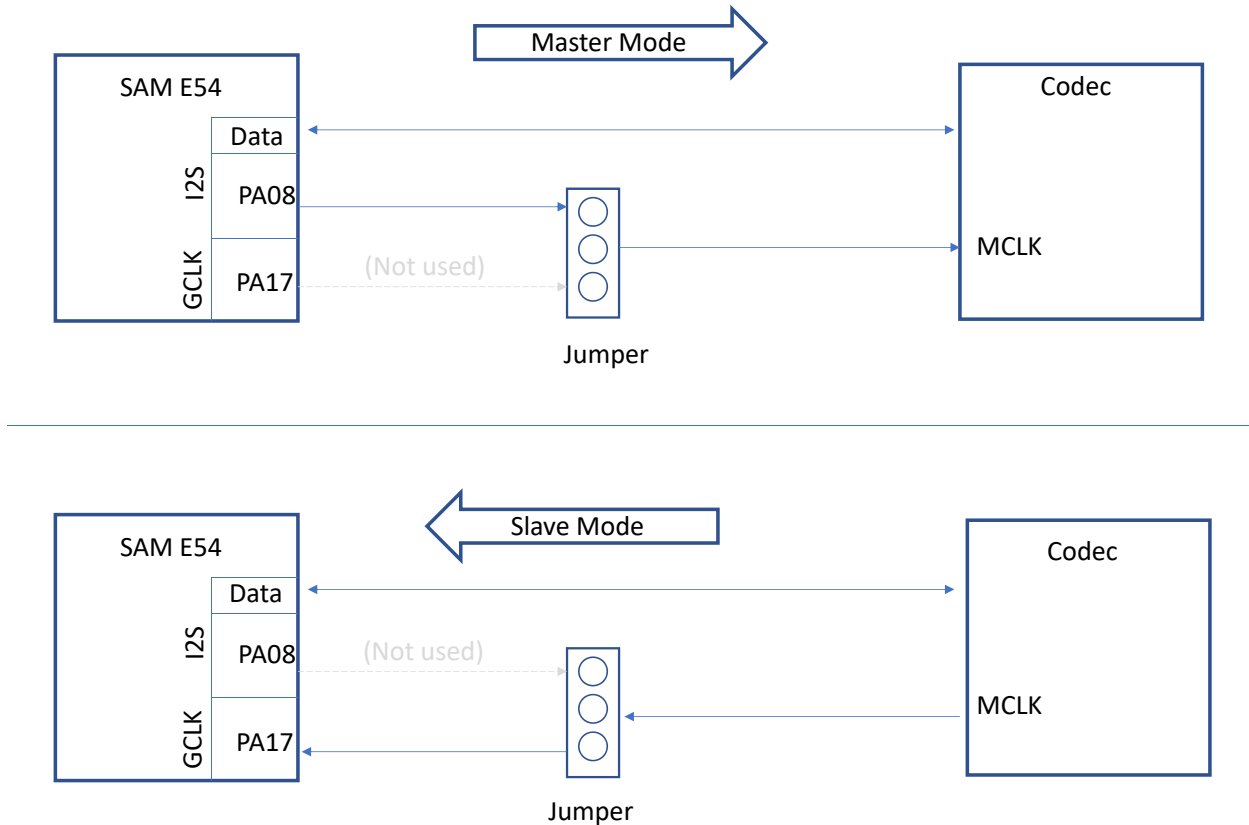 Master Mode
SAM E54
Codec
Data
I2S
PA08
MCLK
GCLK
PA17
(Not used)
Jumper
Slave Mode
SAM E54
Codec
Data
I2S
PA08
(Not used)
MCLK
GCLK
PA17
Jumper